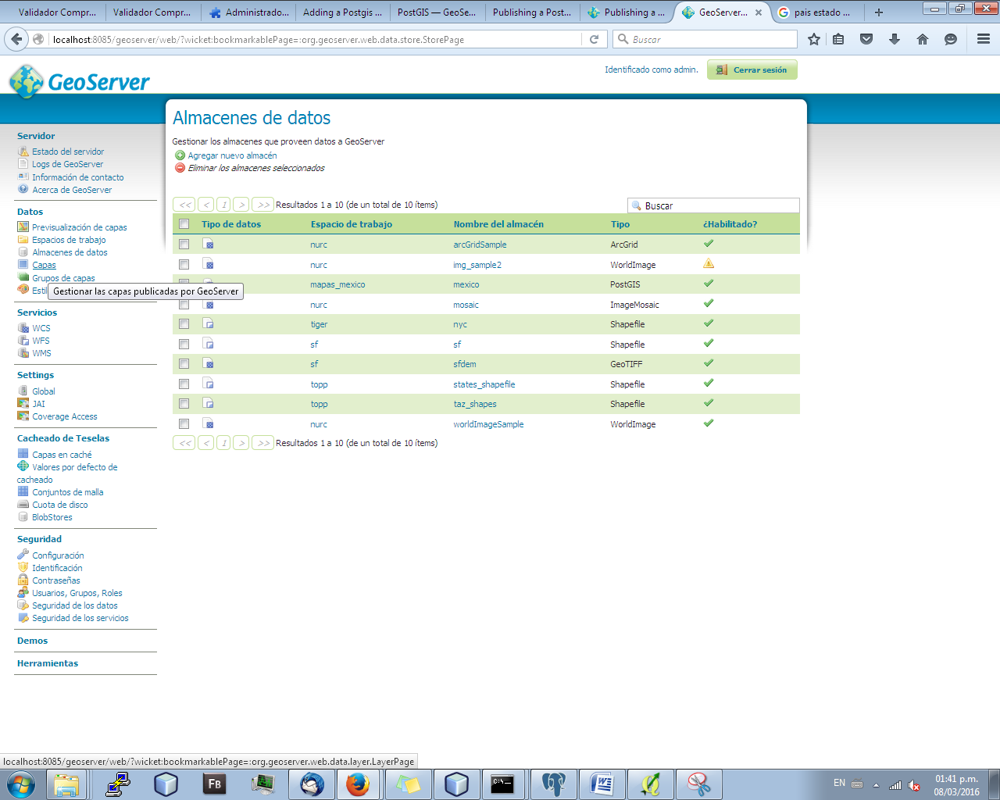 Validador Compr...
Validador Compr...
Administrado...
Adding a Postgis ...
PostGIS — GeoSe...
Publishing a Post...
Publishing a ...
GeoServer...
pais estado ...
localhost:8085/geoserver/web/?wicket:bookmarkablePage=:org.geoserver.web.data.store.StorePage
Buscar
GeoServer
Identificado como admin.
Cerrar sesión
Servidor
Estado del servidor
Logs de GeoServer
Información de contacto
Acerca de GeoServer
Datos
Previsualización de capas
Espacios de trabajo
Almacenes de datos
Capas
Grupos de capas
Esti
Gestionar las capas publicadas por GeoServer
Servicios
WCS
WFS
WMS
Settings
Global
JAI
Coverage Access
Cacheado de Teselas
Capas en caché
Valores por defecto de
cacheado
Conjuntos de malla
Cuota de disco
BlobStores
Seguridad
Configuración
Identificación
Contraseñas
Usuarios, Grupos, Roles
Seguridad de los datos
Seguridad de los servicios
Demos
Herramientas
Almacenes de datos
Gestionar los almacenes que proveen datos a GeoServer
Agregar nuevo almacén
Eliminar los almacenes seleccionados
<< < 1 > >> Resultados 1 a 10 (de un total de 10 ítems)
Buscar
Tipo de datos Espacio de trabajo Nombre del almacén Tipo ¿Habilitado?
nurc arcGridSample ArcGrid
nurc img_sample2 WorldImage
mapas_mexico mexico PostGIS
nurc mosaic ImageMosaic
tiger nyc Shapefile
sf sf Shapefile
sf sfdem GeoTIFF
topp states_shapefile Shapefile
topp taz_shapes Shapefile
nurc worldImageSample WorldImage
<< < 1 > >> Resultados 1 a 10 (de un total de 10 ítems)
localhost:8085/geoserver/web/?wicket:bookmarkablePage=:org.geoserver.web.data.layer.LayerPage
FB
C:\_
W
EN
01:41 p.m.
08/03/2016